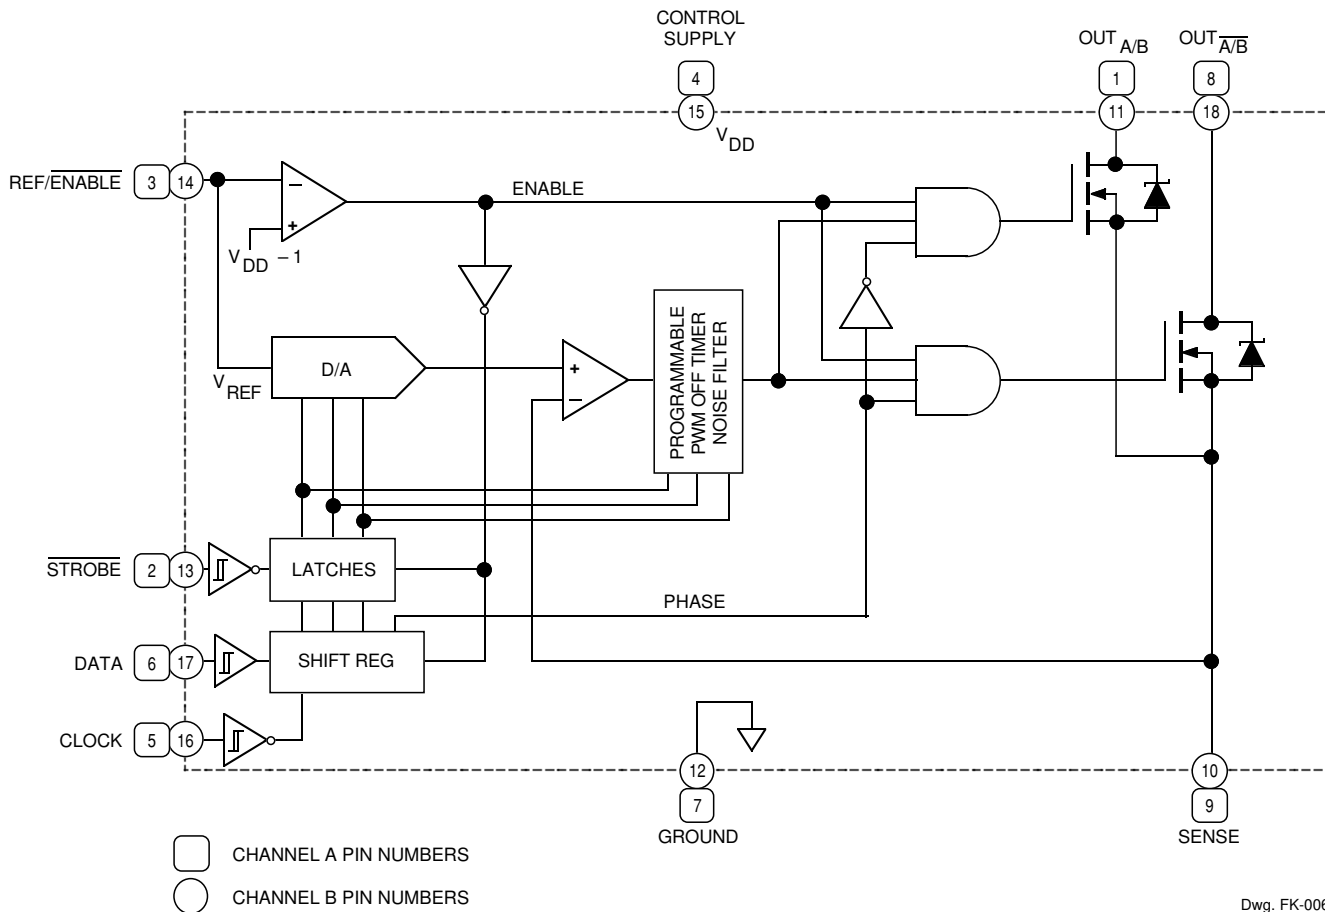 CONTROL
SUPPLY
4
15
V DD
OUT A/B
1
11
OUT A/B
8
18
REF/ENABLE
3
14
−
+
V DD – 1
ENABLE
D/A
V REF
+
−
PROGRAMMABLE
PWM OFF TIMER
NOISE FILTER
STROBE
2
13
LATCHES
PHASE
DATA
6
17
SHIFT REG
CLOCK
5
16
12
7
GROUND
10
9
SENSE
CHANNEL A PIN NUMBERS
CHANNEL B PIN NUMBERS
Dwg. FK-006